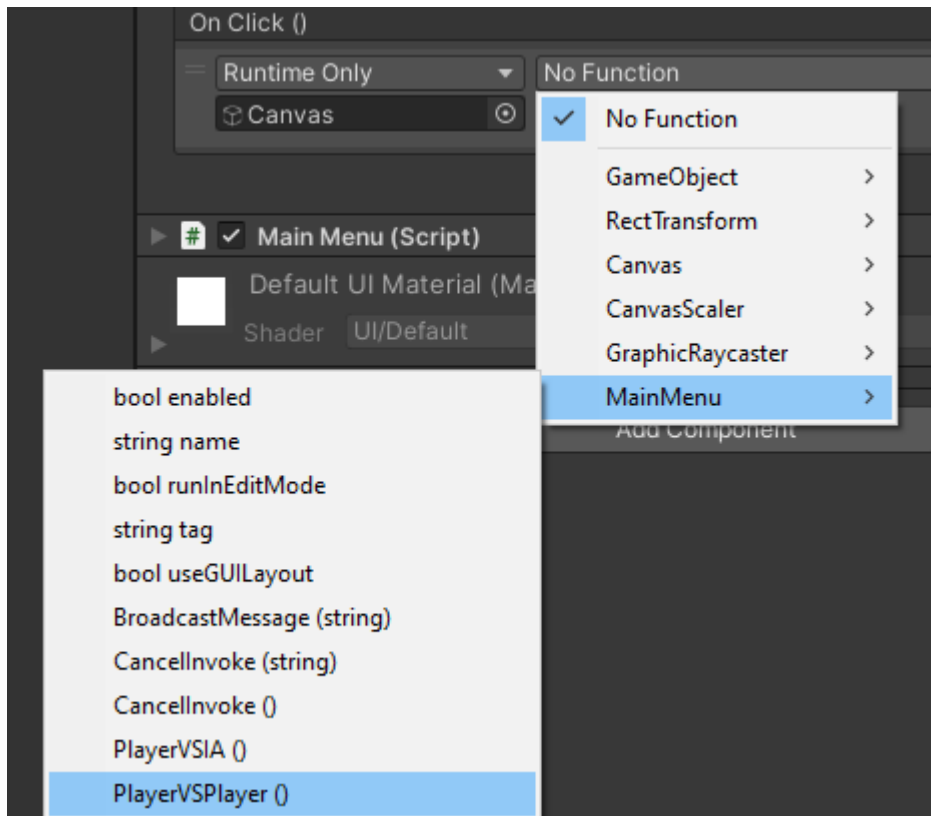 On Click ()
Runtime Only
No Function
Canvas
No Function
GameObject
RectTransform
Canvas
CanvasScaler
GraphicRaycaster
MainMenu
# Main Menu (Script)
Default UI Material (Ma
Shader UI/Default
Add Component
bool enabled
string name
bool runInEditMode
string tag
bool useGUILayout
BroadcastMessage (string)
CancelInvoke (string)
CancelInvoke ()
PlayerVSIA ()
PlayerVSPlayer ()